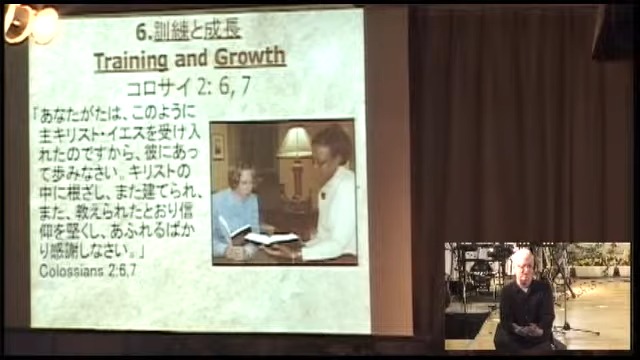 6.訓練と成長
Training and Growth
コロサイ 2: 6, 7
「あなたがたは、このように
主キリスト・イエスを受け入
れたのですから、彼にあっ
て歩みなさい。キリストの
中に根ざし、また建てられ、
また、教えられたとおり信
仰を堅くし、あふれるばか
り感謝しなさい。」
Colossians 2:6,7